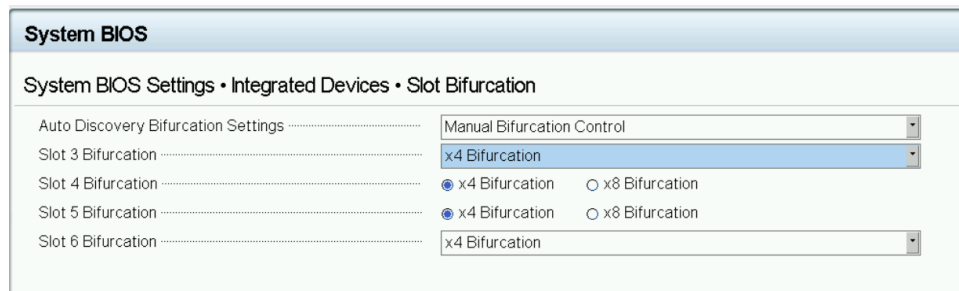 System BIOS
System BIOS Settings • Integrated Devices • Slot Bifurcation
Auto Discovery Bifurcation Settings Manual Bifurcation Control
Slot 3 Bifurcation x4 Bifurcation
Slot 4 Bifurcation x4 Bifurcation x8 Bifurcation
Slot 5 Bifurcation x4 Bifurcation x8 Bifurcation
Slot 6 Bifurcation x4 Bifurcation